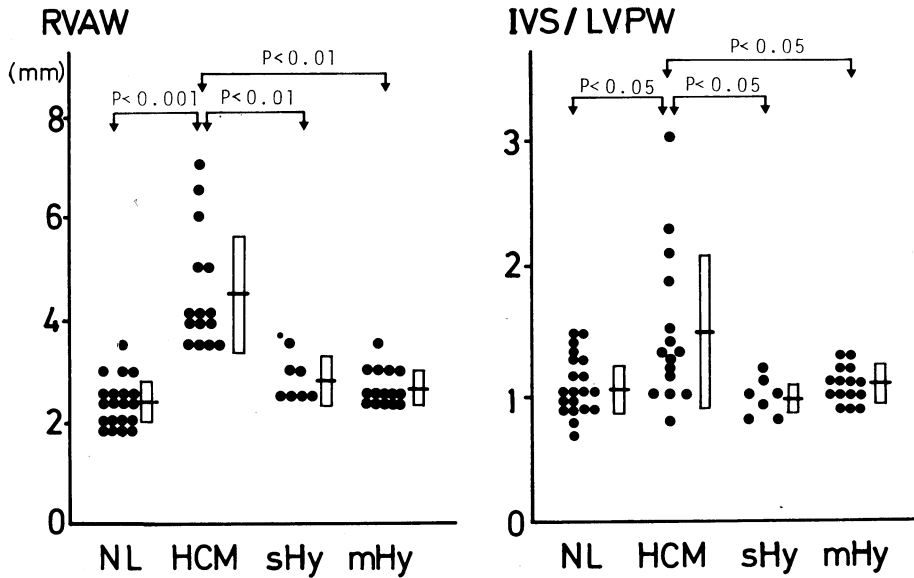 RVAW
(mm)
P<0.01
P<0.001
P<0.01
8
6
4
2
0
NL HCM sHy mHy
IVS/LVPW
P<0.05
P<0.05
P<0.05
3
2
1
0
NL HCM sHy mHy